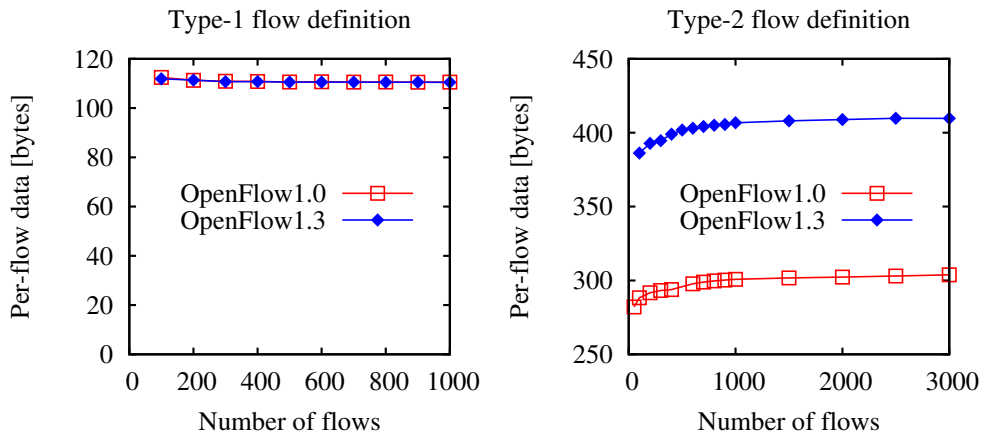 Type-1 flow definition
Per-flow data [bytes]
120
100
80
60
40
20
0
OpenFlow1.0
OpenFlow1.3
0 200 400 600 800 1000
Number of flows
Type-2 flow definition
Per-flow data [bytes]
450
400
350
300
250
OpenFlow1.0
OpenFlow1.3
0 1000 2000 3000
Number of flows